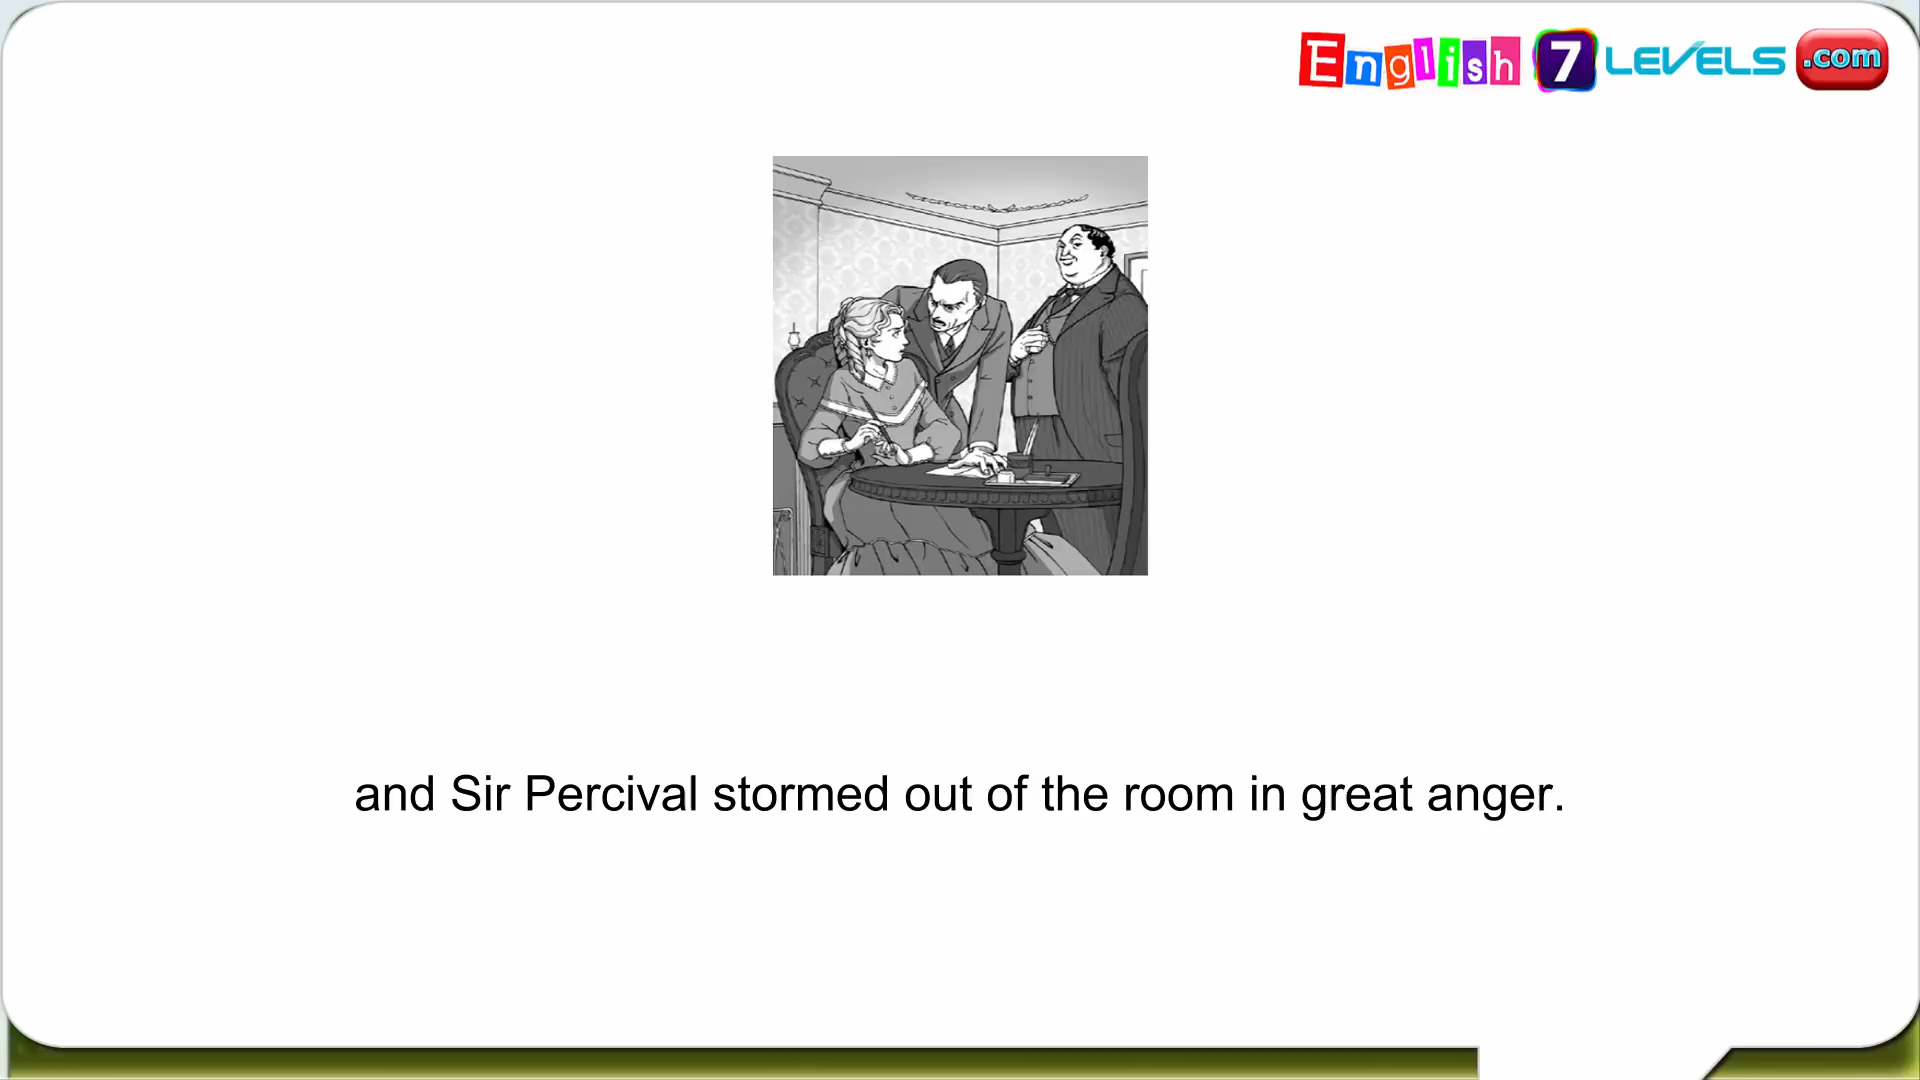 English 7 LEVELS .com
and Sir Percival stormed out of the room in great anger.